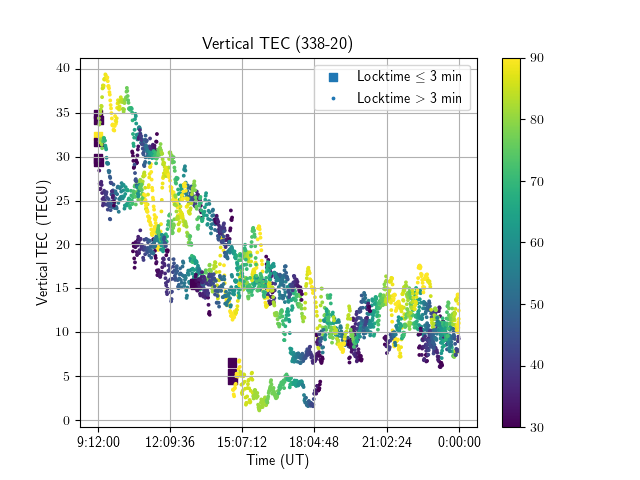 Vertical TEC (338-20)
Locktime ≤ 3 min
Locktime > 3 min
Vertical TEC (TECU)
40
35
30
25
20
15
10
5
0
9:12:00 12:09:36 15:07:12 18:04:48 21:02:24 0:00:00
Time (UT)
90
80
70
60
50
40
30